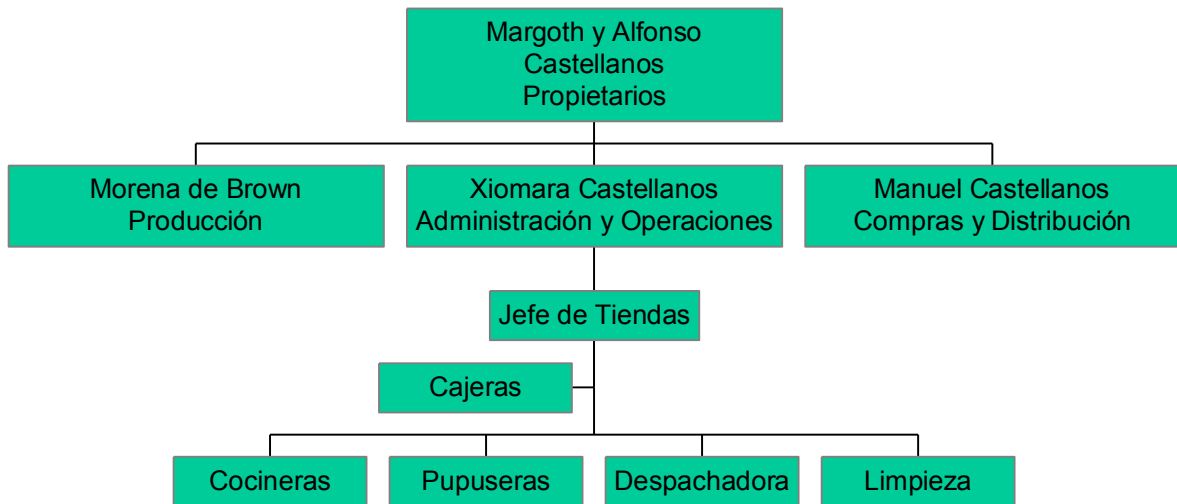 Margoth y Alfonso
Castellanos
Propietarios
Morena de Brown
Producción
Xiomara Castellanos
Administración y Operaciones
Manuel Castellanos
Compras y Distribución
Jefe de Tiendas
Cajeras
Cocineras
Pupuseras
Despachadora
Limpieza